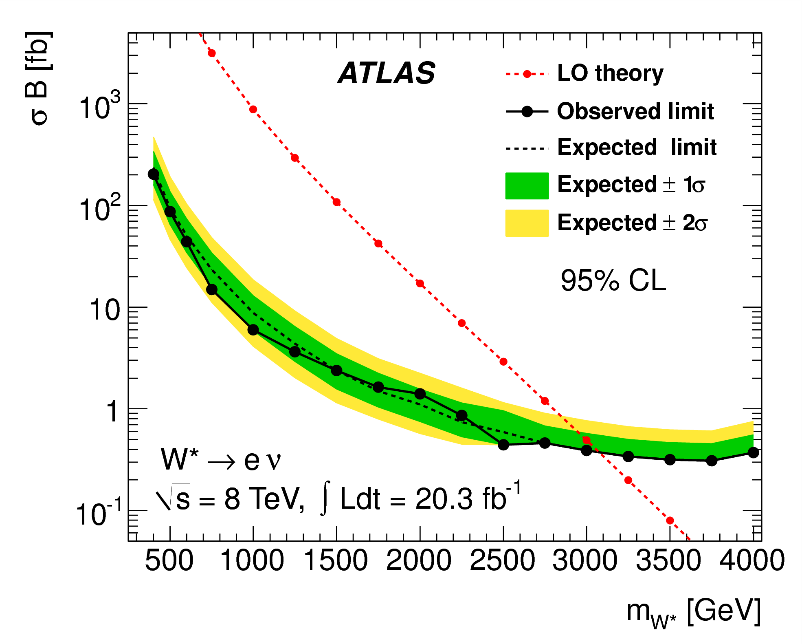 σ B [fb]
ATLAS
LO theory
Observed limit
Expected limit
Expected ± 1σ
Expected ± 2σ
95% CL
10³
10²
10
1
10⁻¹
W* → e ν
√s = 8 TeV, ∫ Ldt = 20.3 fb⁻¹
500 1000 1500 2000 2500 3000 3500 4000
m_W* [GeV]